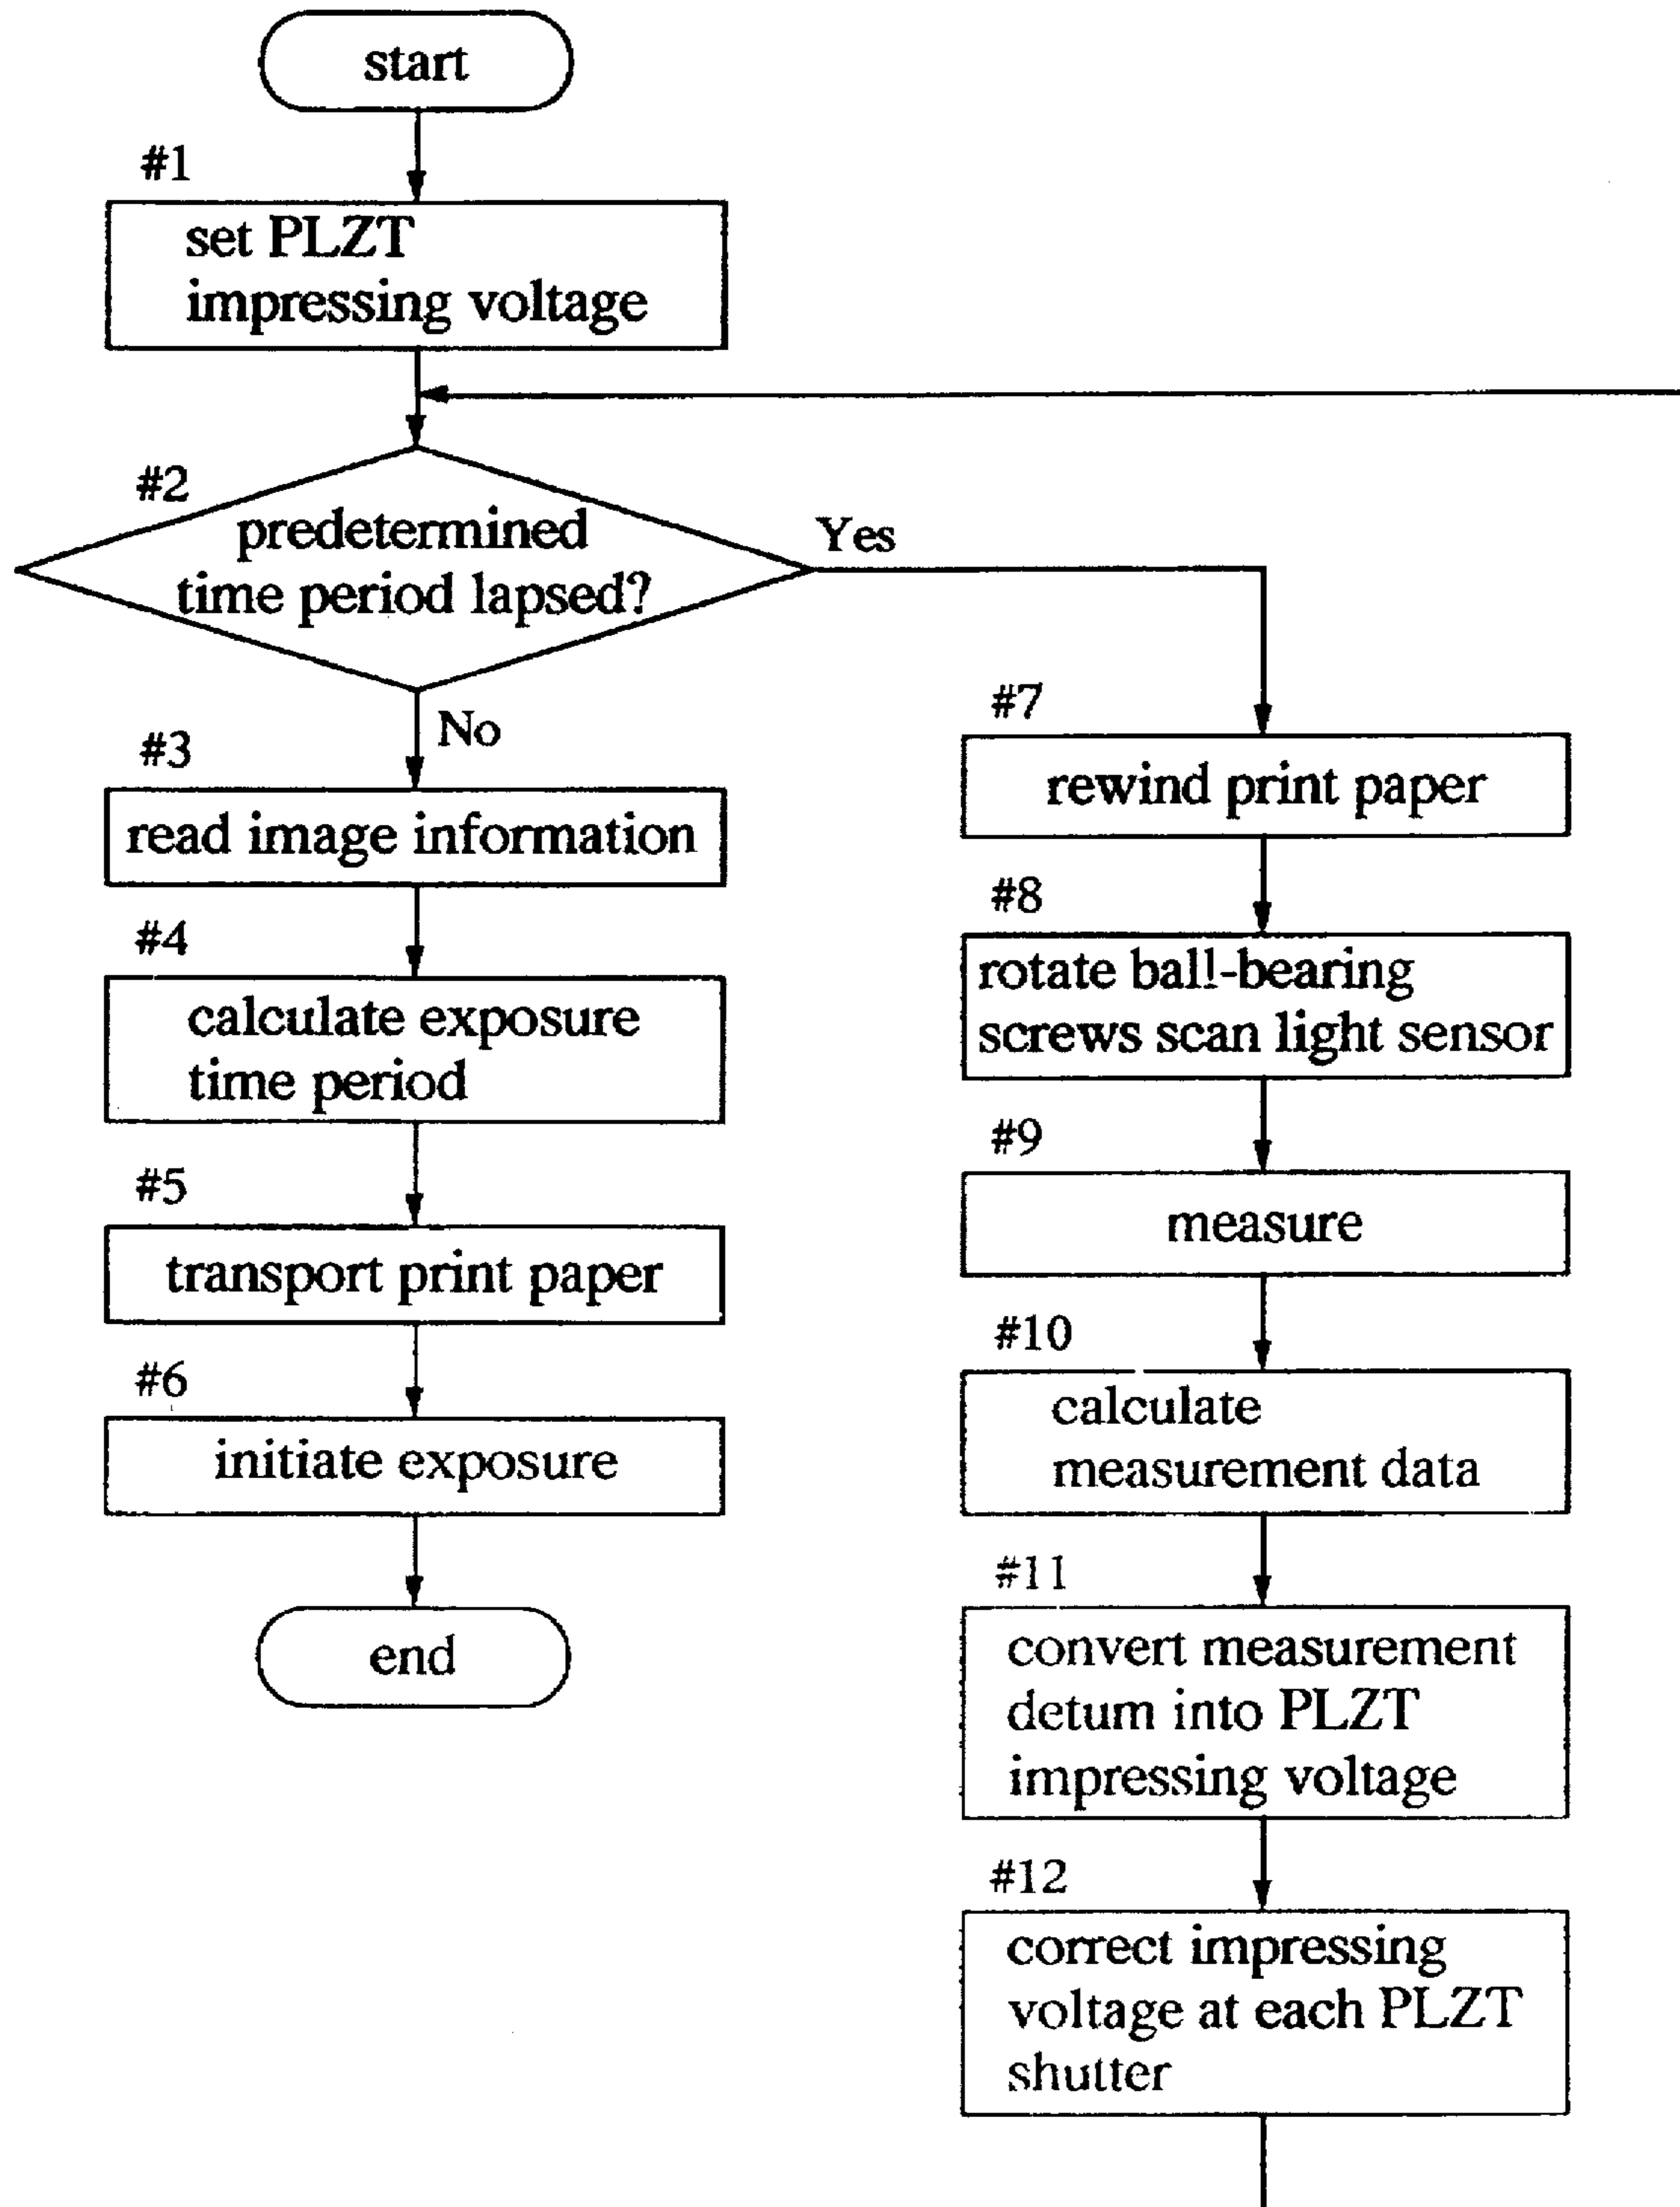 start
#1
set PLZT
impressing voltage
#2
predetermined
time period lapsed?
Yes
No
#3
read image information
#4
calculate exposure
time period
#5
transport print paper
#6
initiate exposure
end
#7
rewind print paper
#8
rotate ball-bearing
screws scan light sensor
#9
measure
#10
calculate
measurement data
#11
convert measurement
detum into PLZT
impressing voltage
#12
correct impressing
voltage at each PLZT
shutter